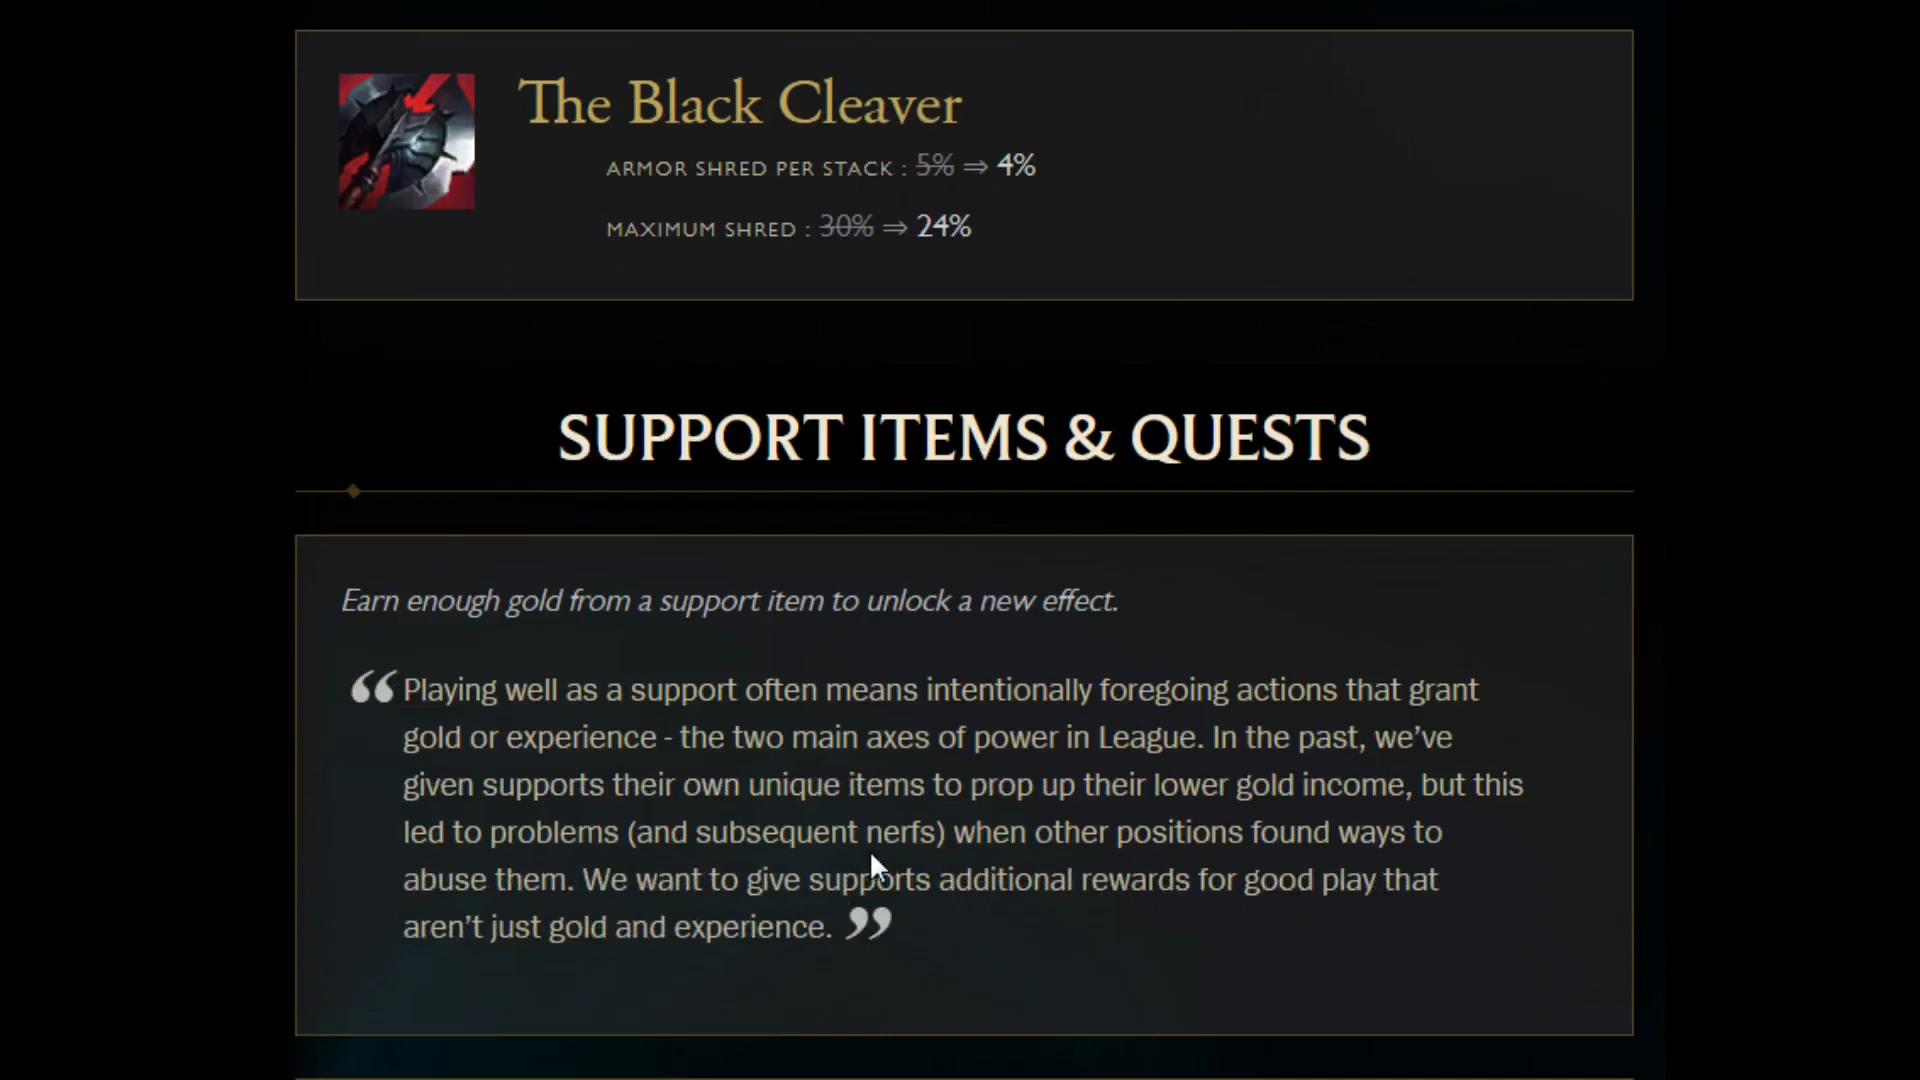 The Black Cleaver
ARMOR SHRED PER STACK : 5% ⇒ 4%
MAXIMUM SHRED : 30% ⇒ 24%
SUPPORT ITEMS & QUESTS
Earn enough gold from a support item to unlock a new effect.
“Playing well as a support often means intentionally foregoing actions that grant
gold or experience - the two main axes of power in League. In the past, we’ve
given supports their own unique items to prop up their lower gold income, but this
led to problems (and subsequent nerfs) when other positions found ways to
abuse them. We want to give supports additional rewards for good play that
aren’t just gold and experience. ”